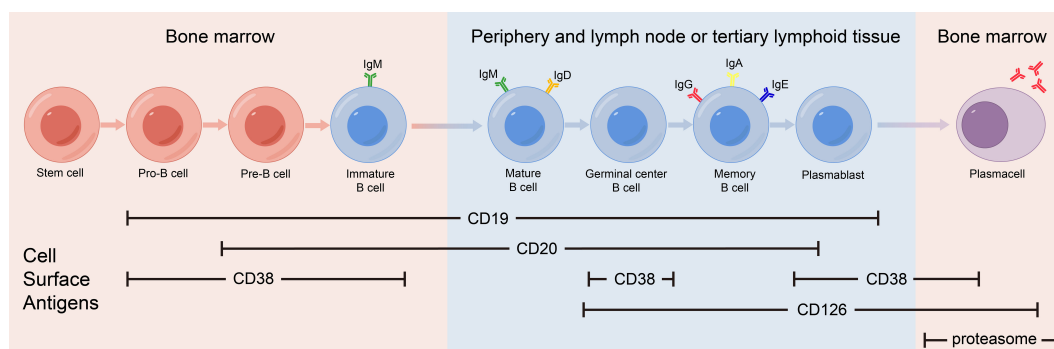 Bone marrow
Periphery and lymph node or tertiary lymphoid tissue
Bone marrow
IgM
IgM
IgD
IgG
IgA
IgE
Stem cell
Pro-B cell
Pre-B cell
Immature
B cell
Mature
B cell
Germinal center
B cell
Memory
B cell
Plasmablast
Plasmacell
Cell
Surface
Antigens
CD19
CD20
CD38
CD38
CD38
CD126
proteasome